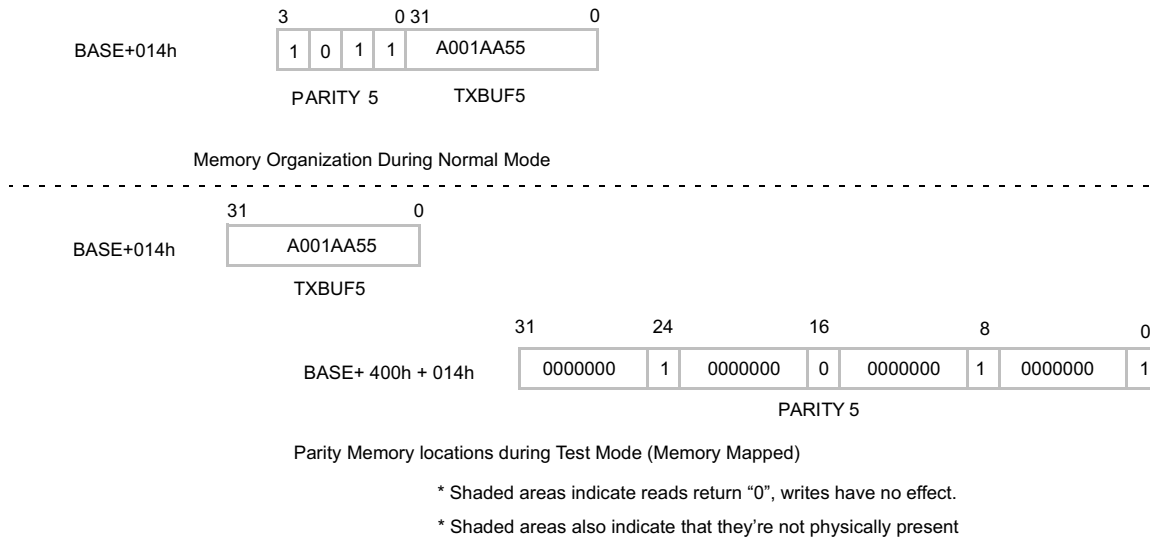 3 0 31 0
BASE+014h 1 0 1 1 A001AA55
PARITY 5 TXBUF5
Memory Organization During Normal Mode
31 0
BASE+014h A001AA55
TXBUF5
31 24 16 8 0
BASE+ 400h + 014h 0000000 1 0000000 0 0000000 1 0000000 1
PARITY 5
Parity Memory locations during Test Mode (Memory Mapped)
* Shaded areas indicate reads return “0”, writes have no effect.
* Shaded areas also indicate that they’re not physically present